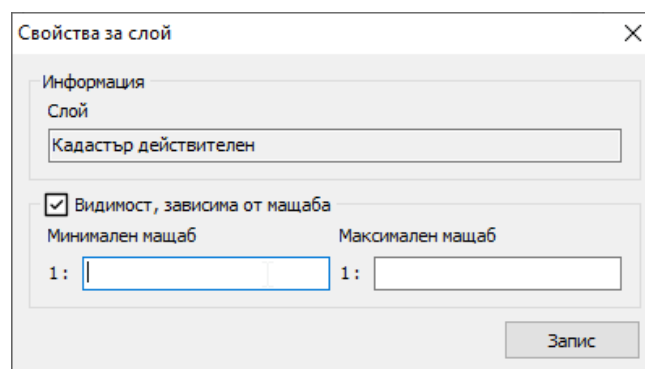 Свойства за слой
Информация
Слой
Кадастър действителен
Видимост, зависима от мащаба
Минимален мащаб Максимален мащаб
1: 1:
Запис